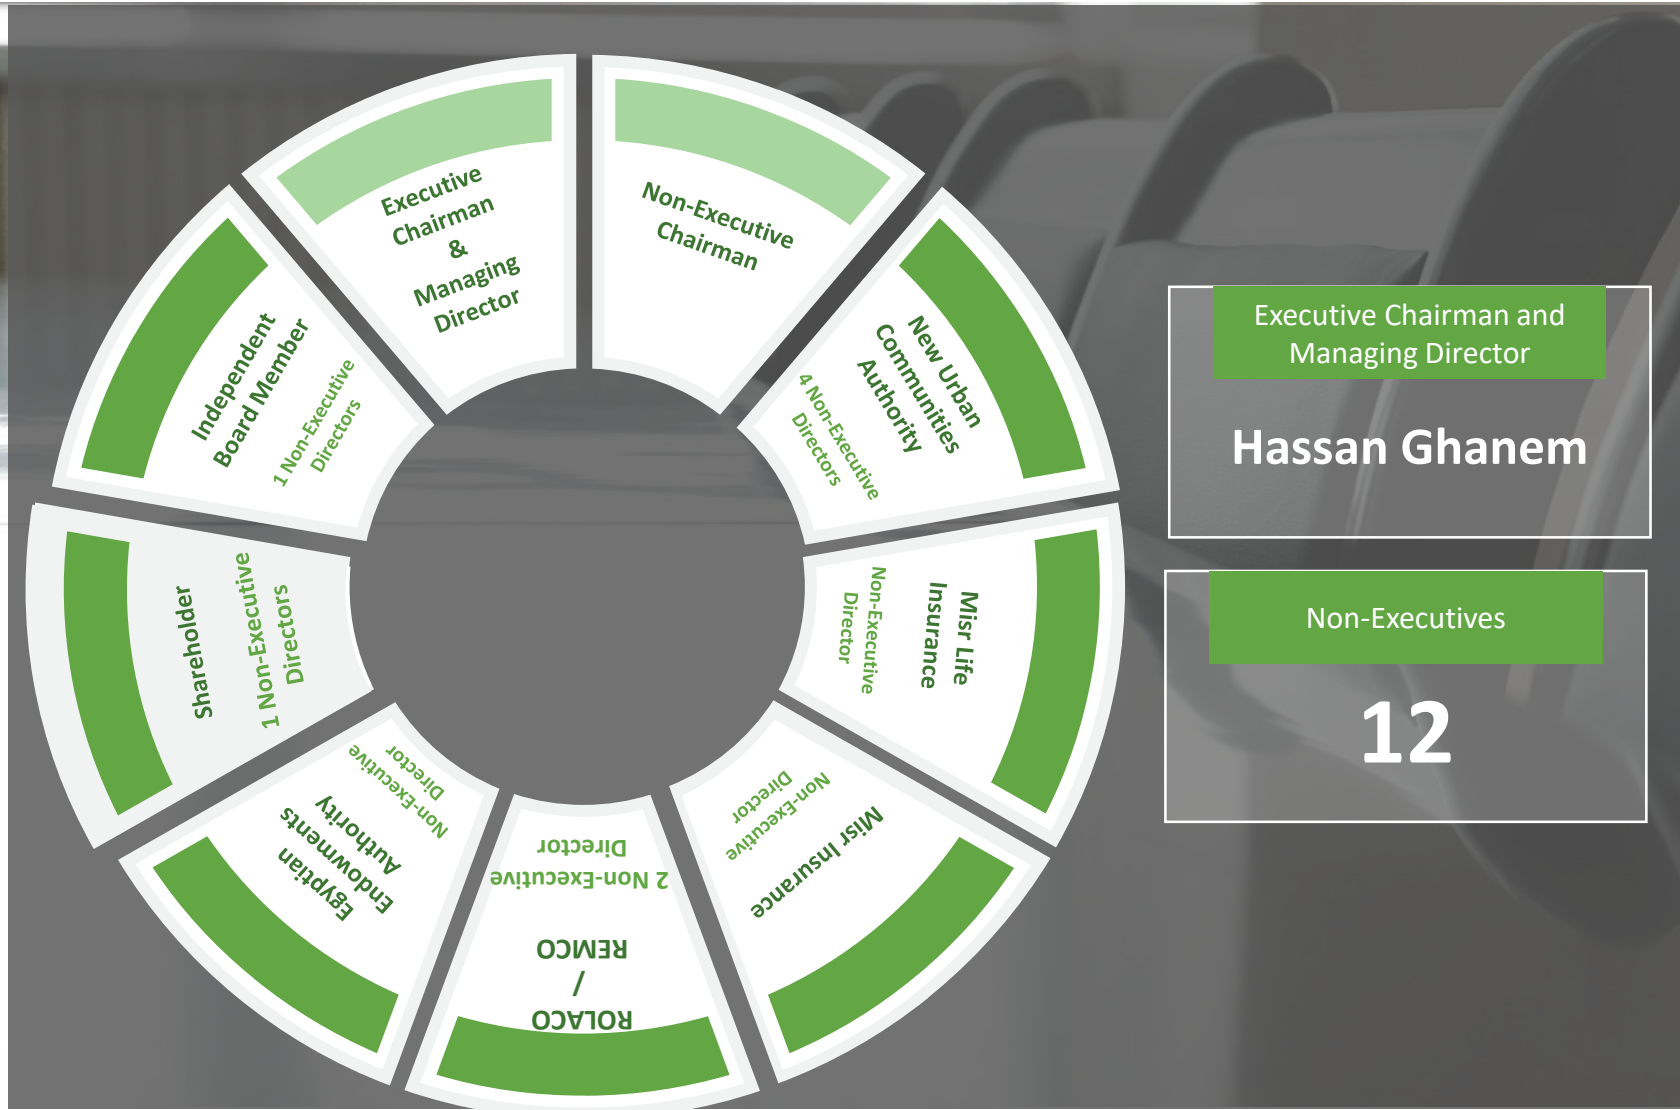 Executive
Chairman
&
Managing
Director
Non-Executive
Chairman
New Urban
Communities
Authority
4 Non-Executive
Directors
Misr Life
Insurance
Non-Executive
Director
Misr Insurance
Non-Executive
Director
ROLACO
/
REMCO
2 Non-Executive
Director
Egyptian
Endowments
Authority
Non-Executive
Director
Shareholder
1 Non-Executive
Directors
Independent
Board Member
1 Non-Executive
Directors
Executive Chairman and
Managing Director
Hassan Ghanem
Non-Executives
12